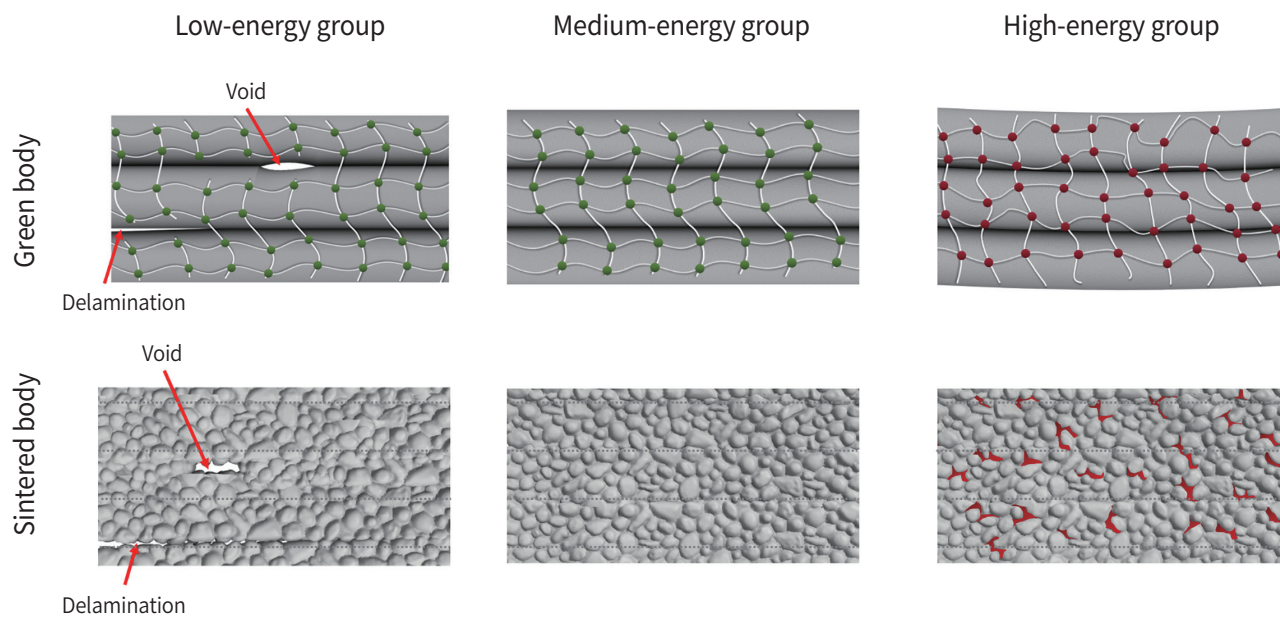 Low-energy group
Medium-energy group
High-energy group
Green body
Void
Delamination
Sintered body
Void
Delamination